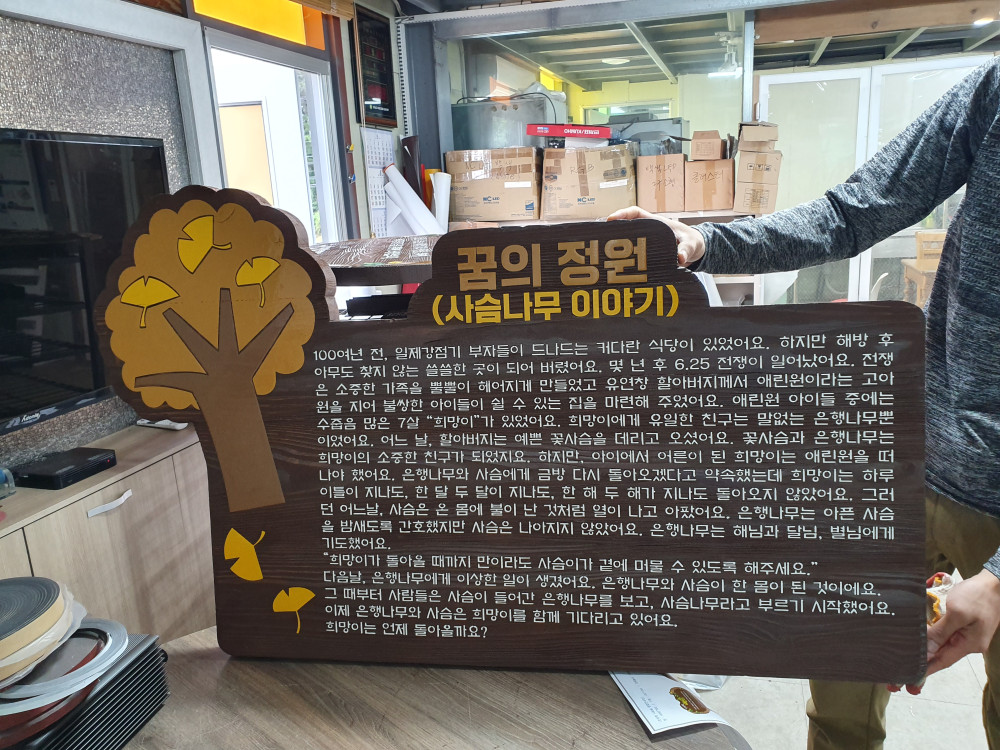 꿈의 정원
(사슴나무 이야기)
100여년 전, 일제강점기 부자들이 드나드는 커다란 식당이 있었어요. 하지만 해방 후
아무도 찾지 않는 쓸쓸한 곳이 되어 버렸어요. 몇 년 후 6.25 전쟁이 일어났어요. 전쟁
은 소중한 가족을 뿔뿔이 헤어지게 만들었고 유연창 할아버지께서 애린원이라는 고아
원을 지어 불쌍한 아이들이 쉴 수 있는 집을 마련해 주었어요. 애린원 아이들 중에는
수줍음 많은 7살 “희망이”가 있었어요. 희망이에게 유일한 친구는 말없는 은행나무뿐
이었어요. 어느 날, 할아버지는 예쁜 꽃사슴을 데리고 오셨어요. 꽃사슴과 은행나무는
희망이의 소중한 친구가 되었지요. 하지만, 아이에서 어른이 된 희망이는 애린원을 떠
나야 했어요. 은행나무와 사슴에게 금방 다시 돌아오겠다고 약속했는데 희망이는 하루
이틀이 지나도, 한 달 두 달이 지나도, 한 해 두 해가 지나도 돌아오지 않았어요. 그러
던 어느날, 사슴은 온 몸에 불이 난 것처럼 열이 나고 아팠어요. 은행나무는 아픈 사슴
을 밤새도록 간호했지만 사슴은 나아지지 않았어요. 은행나무는 해님과 달님, 별님에게
기도했어요.
“희망이가 돌아올 때까지 만이라도 사슴이가 곁에 머물 수 있도록 해주세요.”
다음날, 은행나무에게 이상한 일이 생겼어요. 은행나무와 사슴이 한 몸이 된 것이에요.
그 때부터 사람들은 사슴이 들어간 은행나무를 보고, 사슴나무라고 부르기 시작했어요.
이제 은행나무와 사슴은 희망이를 함께 기다리고 있어요.
희망이는 언제 돌아올까요?